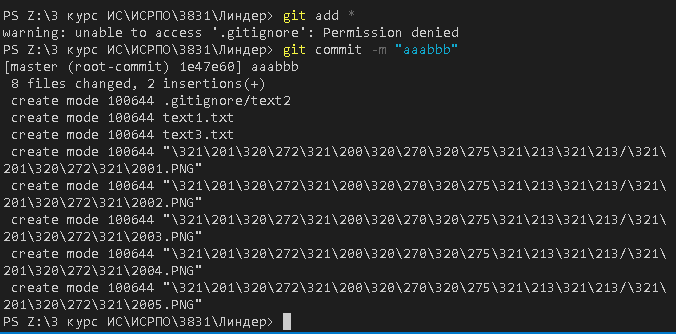 PS Z:\3 курс ИС\ИСРПО\3831\Линдер> git add *
warning: unable to access '.gitignore': Permission denied
PS Z:\3 курс ИС\ИСРПО\3831\Линдер> git commit -m "aaabbb"
[master (root-commit) 1e47e60] aaabbb
 8 files changed, 2 insertions(+)
 create mode 100644 .gitignore/text2
 create mode 100644 text1.txt
 create mode 100644 text3.txt
 create mode 100644 "\321\201\320\272\321\200\320\270\320\275\321\213\321\213/\321\
201\320\272\321\2001.PNG"
 create mode 100644 "\321\201\320\272\321\200\320\270\320\275\321\213\321\213/\321\
201\320\272\321\2002.PNG"
 create mode 100644 "\321\201\320\272\321\200\320\270\320\275\321\213\321\213/\321\
201\320\272\321\2003.PNG"
 create mode 100644 "\321\201\320\272\321\200\320\270\320\275\321\213\321\213/\321\
201\320\272\321\2004.PNG"
 create mode 100644 "\321\201\320\272\321\200\320\270\320\275\321\213\321\213/\321\
201\320\272\321\2005.PNG"
PS Z:\3 курс ИС\ИСРПО\3831\Линдер>